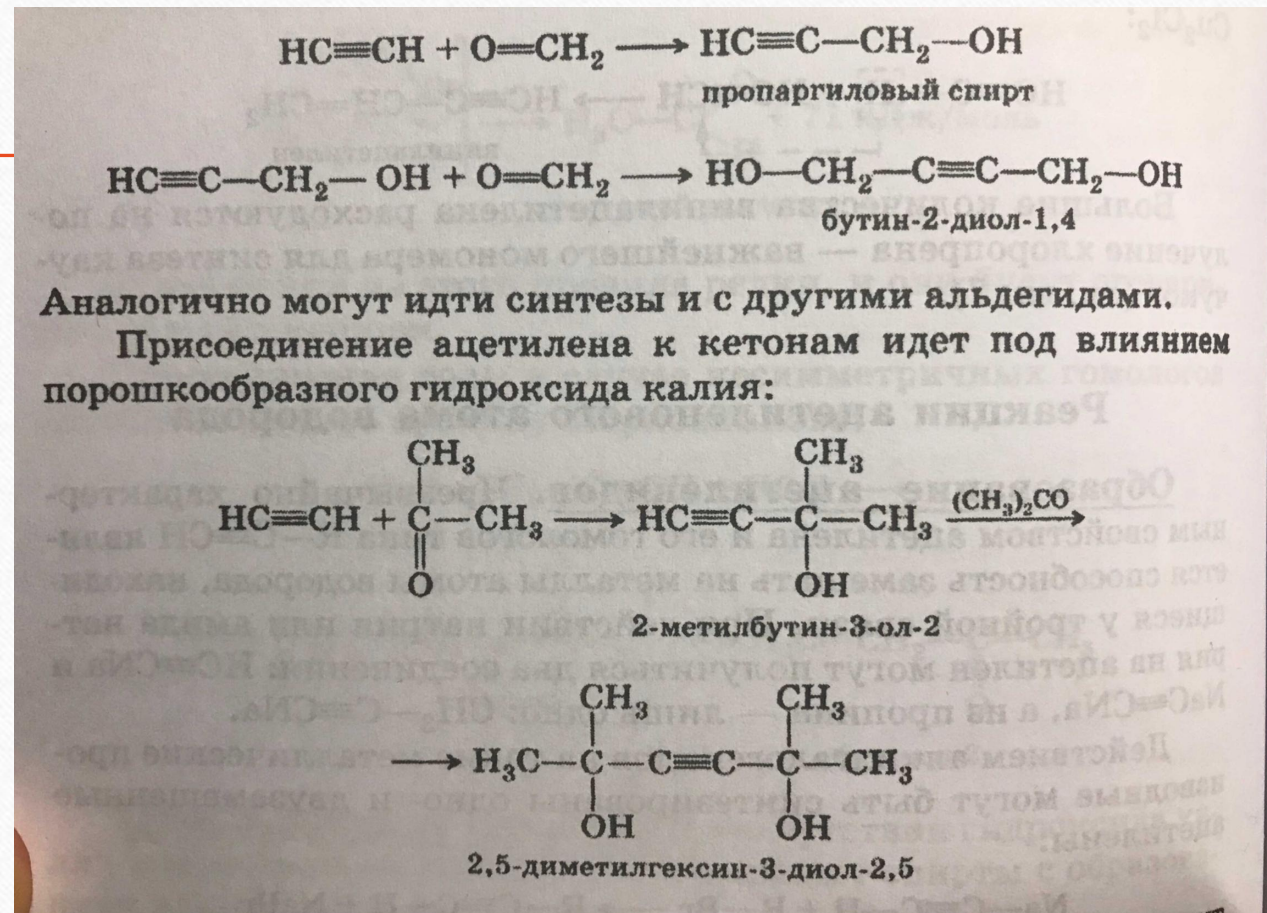 HC≡CH + O=CH₂ ⟶ HC≡C—CH₂—OH
пропаргиловый спирт
HC≡C—CH₂—OH + O=CH₂ ⟶ HO—CH₂—C≡C—CH₂—OH
бутин-2-диол-1,4
Аналогично могут идти синтезы и с другими альдегидами.
Присоединение ацетилена к кетонам идет под влиянием
порошкообразного гидроксида калия:
CH₃ CH₃
HC≡CH + C—CH₃ ⟶ HC≡C—C—CH₃ (CH₃)₂CO ⟶
O OH
2-метилбутин-3-ол-2
CH₃ CH₃
⟶ H₃C—C—C≡C—C—CH₃
OH OH
2,5-диметилгексин-3-диол-2,5